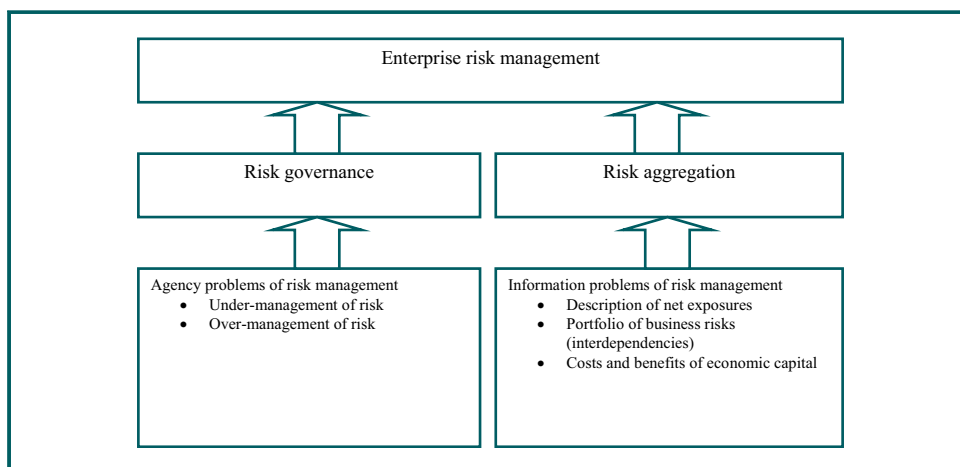 Enterprise risk management
Risk governance
Risk aggregation
Agency problems of risk management
• Under-management of risk
• Over-management of risk
Information problems of risk management
• Description of net exposures
• Portfolio of business risks
(interdependencies)
• Costs and benefits of economic capital